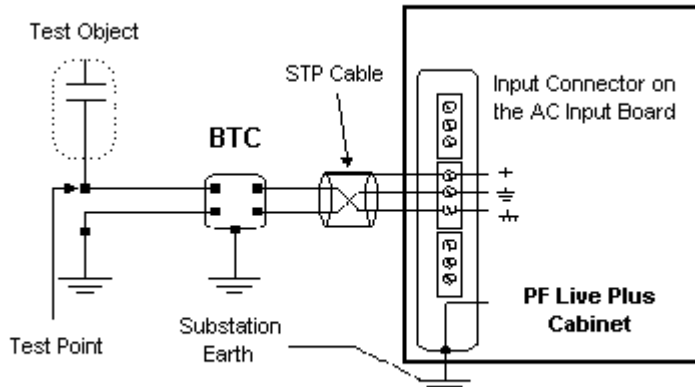 Test Object
STP Cable
Input Connector on
the AC Input Board
BTC
+
PF Live Plus
Cabinet
Substation
Earth
Test Point